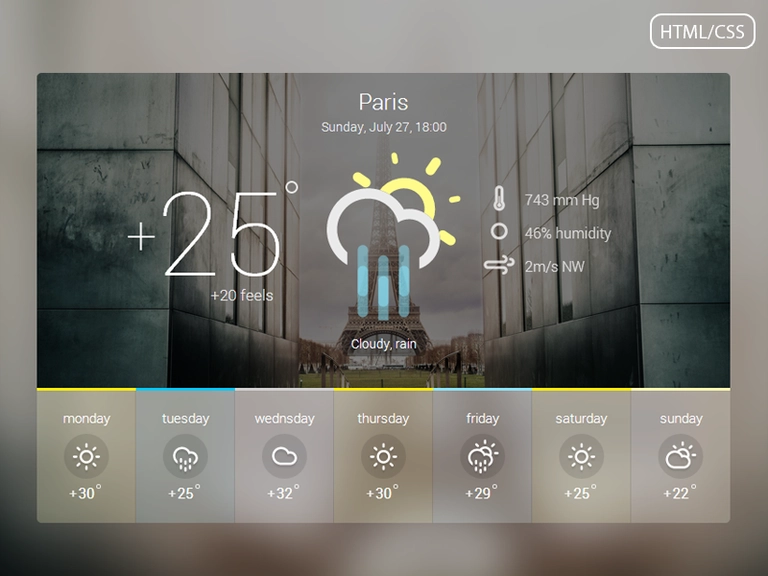 HTML/CSS
Paris
Sunday, July 27, 18:00
+25°
+20 feels
743 mm Hg
46% humidity
2m/s NW
Cloudy, rain
monday
tuesday
wednsday
thursday
friday
saturday
sunday
+30°
+25°
+32°
+30°
+29°
+25°
+22°